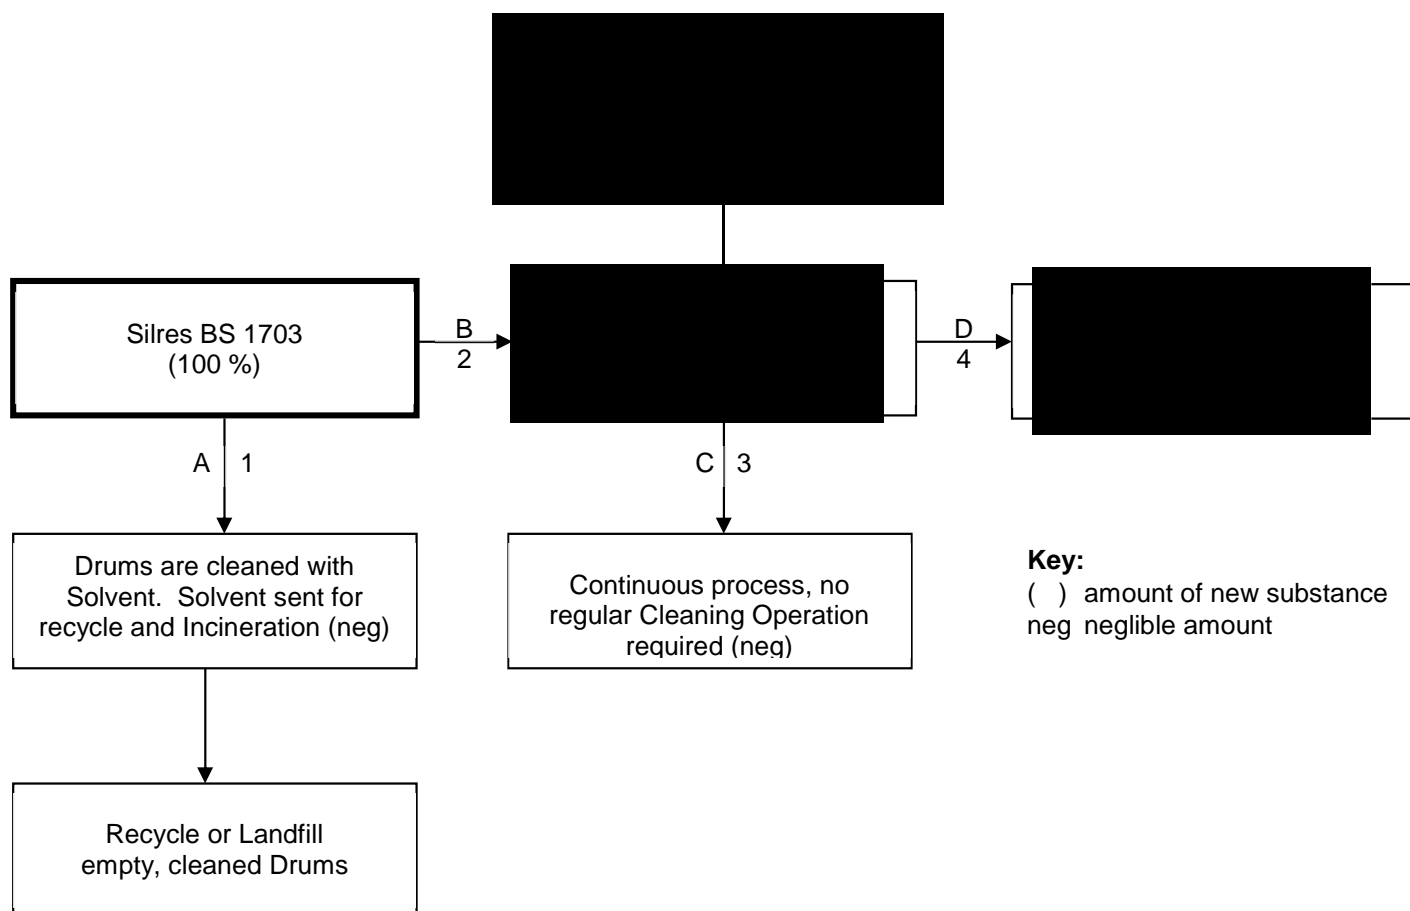 Silres BS 1703
(100 %)
B
2
D
4
A 1
C 3
Drums are cleaned with
Solvent. Solvent sent for
recycle and Incineration (neg)
Continuous process, no
regular Cleaning Operation
required (neg)
Key:
( ) amount of new substance
neg neglible amount
Recycle or Landfill
empty, cleaned Drums